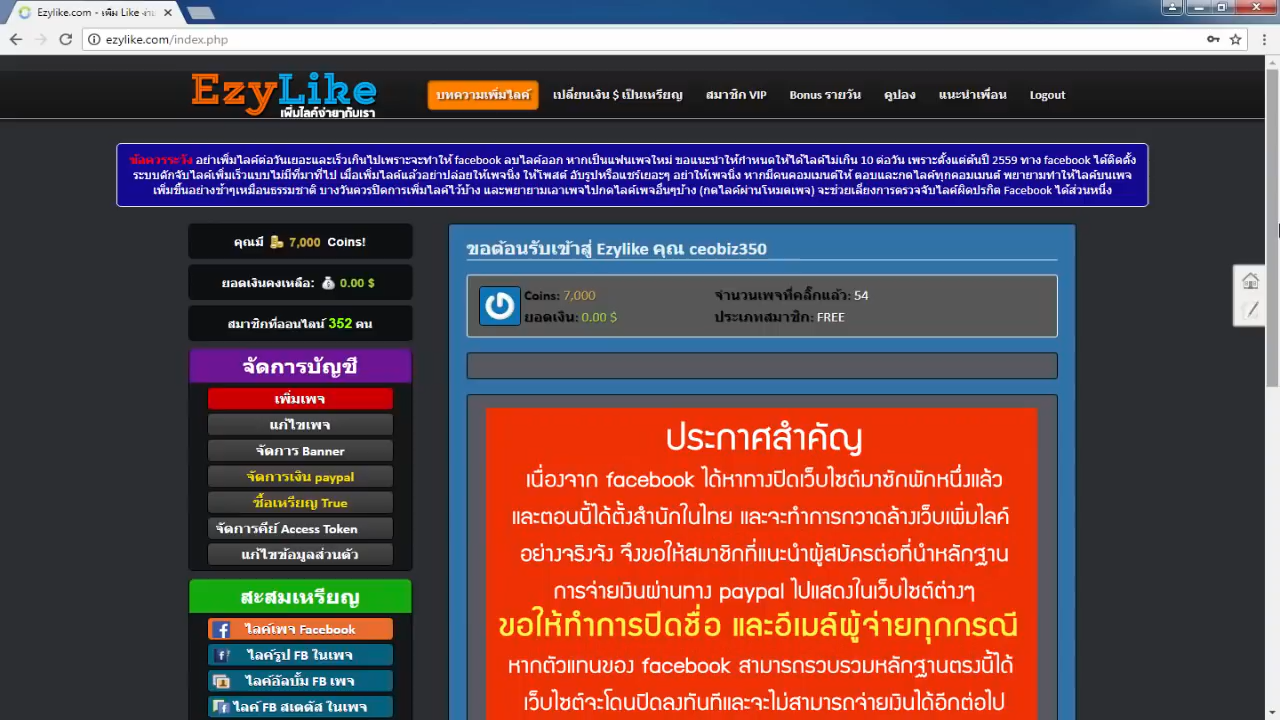 Ezylike.com - เพิ่ม Like ง่า
ezylike.com/index.php
EzyLike
เพิ่มไลค์ง่ายๆกับเรา
บทความเพิ่มไลค์ เปลี่ยนเงิน $ เป็นเหรียญ สมาชิก VIP Bonus รายวัน คูปอง แนะนำเพื่อน Logout
ข้อควรระวัง อย่าเพิ่มไลค์ต่อวันเยอะและเร็วเกินไปเพราะจะทำให้ facebook ลบไลค์ออก หากเป็นแฟนเพจใหม่ ขอแนะนำให้กำหนดให้ได้ไลค์ไม่เกิน 10 ต่อวัน เพราะตั้งแต่ต้นปี 2559 ทาง facebook ได้ติดตั้ง
ระบบดักจับไลค์เพิ่มเร็วแบบไม่มีที่มาที่ไป เมื่อเพิ่มไลค์แล้วอย่าปล่อยให้เพจนิ่ง ให้โพสต์ อับรูปหรือแชร์เยอะๆ อย่าให้เพจนิ่ง หากมีคนคอมเมนต์ให้ ตอบและกดไลค์ทุกคอมเมนต์ พยายามทำให้ไลค์บนเพจ
เพิ่มขึ้นอย่างช้าๆเหมือนธรรมชาติ บางวันควรปิดการเพิ่มไลค์ไว้บ้าง และพยายามเอาเพจไปกดไลค์เพจอื่นๆบ้าง (กดไลค์ผ่านโหมดเพจ) จะช่วยเลี่ยงการตรวจจับไลค์ผิดปรกติ Facebook ได้ส่วนหนึ่ง
คุณมี 7,000 Coins!
ยอดเงินคงเหลือ: 0.00 $
สมาชิกที่ออนไลน์ 352 คน
จัดการบัญชี
เพิ่มเพจ
แก้ไขเพจ
จัดการ Banner
จัดการเงิน paypal
ซื้อเหรียญ True
จัดการคีย์ Access Token
แก้ไขข้อมูลส่วนตัว
สะสมเหรียญ
ไลค์เพจ Facebook
ไลค์รูป FB ในเพจ
ไลค์อัลบั้ม FB เพจ
ไลค์ FB สเตตัส ในเพจ
ขอต้อนรับเข้าสู่ Ezylike คุณ ceobiz350
Coins: 7,000 จำนวนเพจที่คลิ๊กแล้ว: 54
ยอดเงิน: 0.00 $ ประเภทสมาชิก: FREE
ประกาศสำคัญ
เนื่องจาก facebook ได้หาทางปิดเว็บไซต์มาซักพักหนึ่งแล้ว
และตอนนี้ได้ตั้งสำนักในไทย และจะทำการกวาดล้างเว็บเพิ่มไลค์
อย่างจริงจัง จึงขอให้สมาชิกที่แนะนำผู้สมัครต่อที่นำหลักฐาน
การจ่ายเงินผ่านทาง paypal ไปแสดงในเว็บไซต์ต่างๆ
ขอให้ทำการปิดชื่อ และอีเมล์ผู้จ่ายทุกกรณี
หากตัวแทนของ facebook สามารถรวบรวมหลักฐานตรงนี้ได้
เว็บไซต์จะโดนปิดลงทันทีและจะไม่สามารถจ่ายเงินได้อีกต่อไป